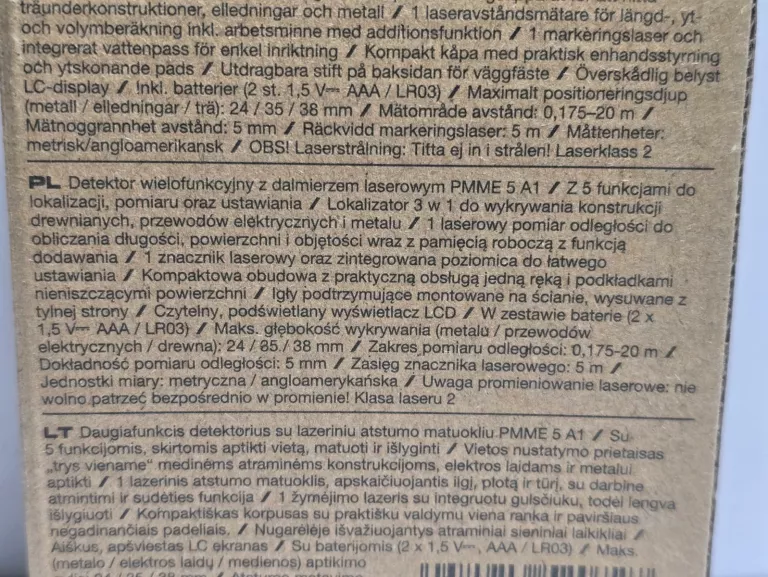 träunderkonstruktioner, elledningar och metall / 1 laseravståndsmätare för längd-, yt-
och volymberäkning inkl. arbetsminne med additionsfunktion / 1 markeringslaser och
integrerat vattenpass för enkel inriktning / Kompakt kåpa med praktisk enhandsstyrning
och ytskonande pads / Utdragbara stift på baksidan för väggfäste / Överskådlig belyst
LC-display / Inkl. batterier (2 st. 1,5 V⎓ AAA / LR03) / Maximalt positioneringsdjup
(metall / elledningar / trä): 24 / 35 / 38 mm / Mätområde avstånd: 0,175–20 m /
Mätnoggrannhet avstånd: 5 mm / Räckvidd markeringslaser: 5 m / Måttenheter:
metrisk/angloamerikansk / OBS! Laserstrålning: Titta ej in i strålen! Laserklass 2
PL Detektor wielofunkcyjny z dalmierzem laserowym PMME 5 A1 / Z 5 funkcjami do
lokalizacji, pomiaru oraz ustawiania / Lokalizator 3 w 1 do wykrywania konstrukcji
drewnianych, przewodów elektrycznych i metalu / 1 laserowy pomiar odległości do
obliczania długości, powierzchni i objętości wraz z pamięcią roboczą z funkcją
dodawania / 1 znacznik laserowy oraz zintegrowana poziomica do łatwego
ustawiania / Kompaktowa obudowa z praktyczną obsługą jedną ręką i podkładkami
nieniszczącymi powierzchni / Igły podtrzymujące montowane na ścianie, wysuwane z
tylnej strony / Czytelny, podświetlany wyświetlacz LCD / W zestawie baterie (2 x
1,5 V⎓ AAA / LR03) / Maks. głębokość wykrywania (metalu / przewodów
elektrycznych / drewna): 24 / 35 / 38 mm / Zakres pomiaru odległości: 0,175–20 m /
Dokładność pomiaru odległości: 5 mm / Zasięg znacznika laserowego: 5 m /
Jednostki miary: metryczna / angloamerykańska / Uwaga promieniowanie laserowe: nie
wolno patrzeć bezpośrednio w promienie! Klasa laseru 2
LT Daugiafunkcis detektorius su lazeriniu atstumo matuokliu PMME 5 A1 / Su
5 funkcijomis, skirtomis aptikti vietą, matuoti ir išlyginti / Vietos nustatymo prietaisas
„trys viename“ medinėms atraminėms konstrukcijoms, elektros laidams ir metalui
aptikti / 1 lazerinis atstumo matuoklis, apskaičiuojantis ilgį, plotą ir tūrį, su darbine
atmintimi ir sudėties funkcija / 1 žymėjimo lazeris su integruotu gulsčiuku, todėl lengva
išlygiuoti / Kompaktiškas korpusas su praktišku valdymu viena ranka ir paviršiaus
negadinančiais padeliais. / Nugarėlėje išvažiuojantys atraminiai sieniniai laikikliai /
Aiškus, apšviestas LC ekranas / Su baterijomis (2 × 1,5 V⎓, AAA / LR03) / Maks.
(metalo / elektros laidų / medienos) aptikimo